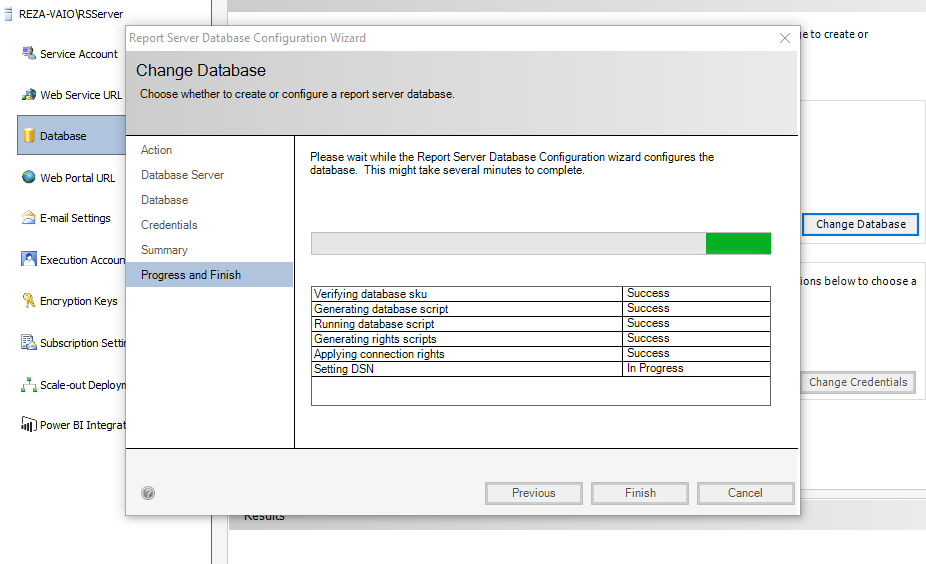 REZA-VAIO\RSServer
Service Account
Web Service URL
Database
Web Portal URL
E-mail Settings
Execution Accoun
Encryption Keys
Subscription Setti
Scale-out Deploym
Power BI Integrat
Report Server Database Configuration Wizard
Change Database
Choose whether to create or configure a report server database.
Action
Database Server
Database
Credentials
Summary
Progress and Finish
Please wait while the Report Server Database Configuration wizard configures the
database. This might take several minutes to complete.
Verifying database sku Success
Generating database script Success
Running database script Success
Generating rights scripts Success
Applying connection rights Success
Setting DSN In Progress
Previous Finish Cancel
ge to create or
Change Database
ions below to choose a
Change Credentials
Results